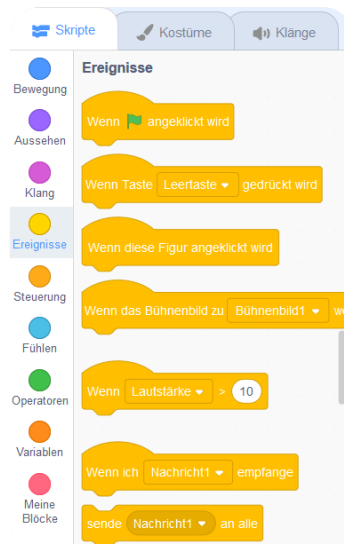 Skripte Kostüme Klänge
Bewegung
Aussehen
Klang
Ereignisse
Steuerung
Fühlen
Operatoren
Variablen
Meine
Blöcke
Ereignisse
Wenn angeklickt wird
Wenn Taste Leertaste gedrückt wird
Wenn diese Figur angeklickt wird
Wenn das Bühnenbild zu Bühnenbild1 we
Wenn Lautstärke > 10
Wenn ich Nachricht1 empfange
sende Nachricht1 an alle